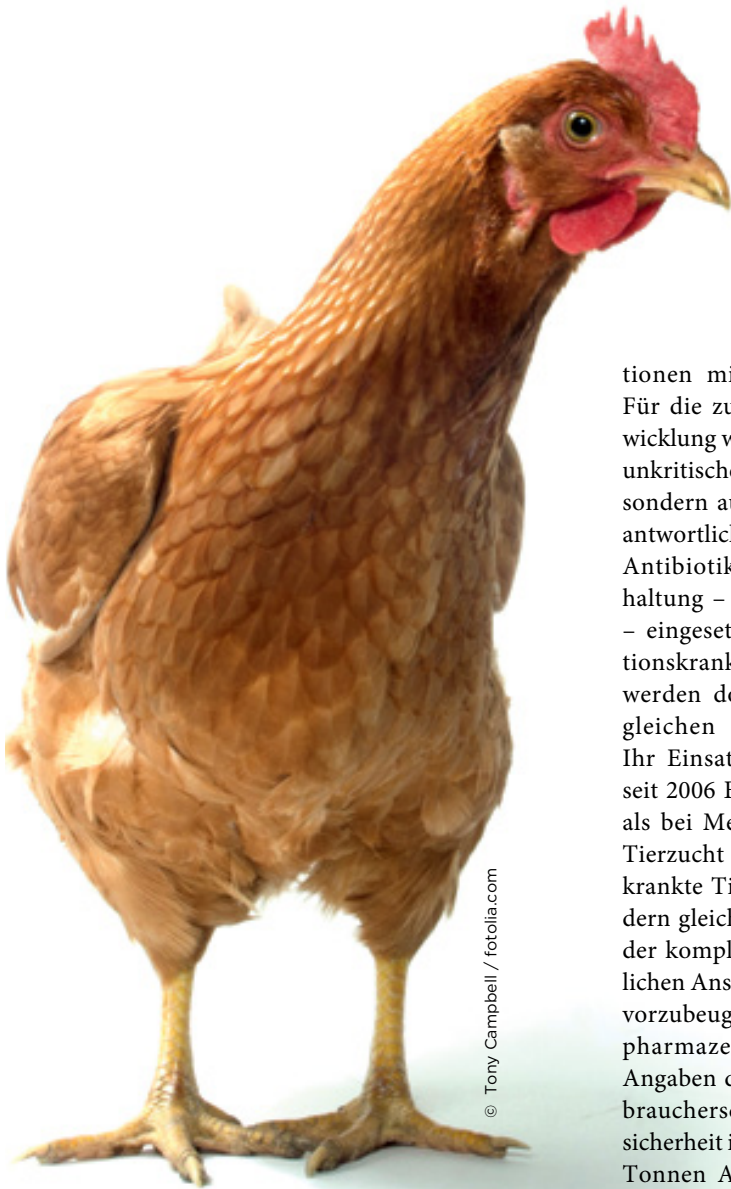 tionen mi
Für die zu
wicklung w
unkritische
sondern au
antwortlich
Antibiotik
haltung –
– eingeset
tionskrank
werden de
gleichen
Ihr Einsat
seit 2006 E
als bei Me
Tierzucht
krankte Ti
dern gleich
der kompl
lichen Ans
vorzubeug
pharmaze
Angaben d
brauchersc
sicherheit i
Tonnen A
© Tony Campbell / fotolia.com